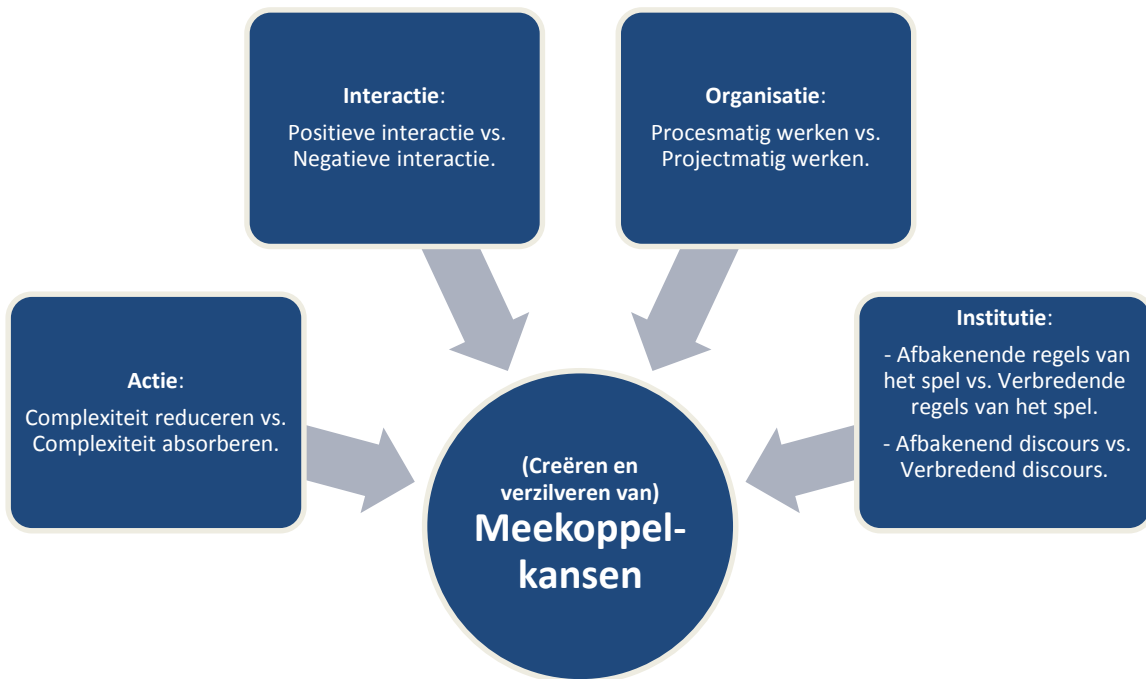 Interactie:
Positieve interactie vs.
Negatieve interactie.
Organisatie:
Procesmatig werken vs.
Projectmatig werken.
Actie:
Complexiteit reduceren vs.
Complexiteit absorberen.
Institutie:
- Afbakenende regels van
het spel vs. Verbredende
regels van het spel.
- Afbakenend discours vs.
Verbredend discours.
(Creëren en
verzilveren van)
Meekoppel-
kansen